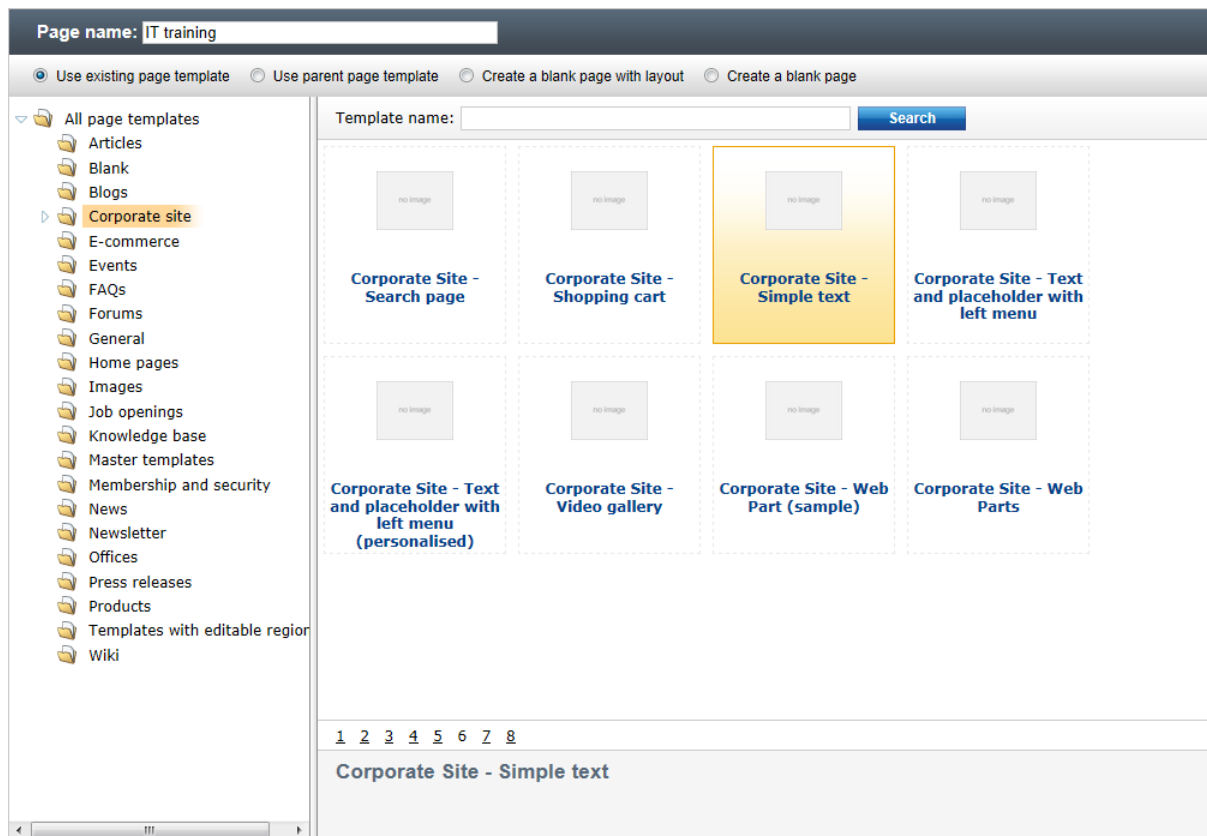 Page name: IT training
Use existing page template Use parent page template Create a blank page with layout Create a blank page
All page templates
Articles
Blank
Blogs
Corporate site
E-commerce
Events
FAQs
Forums
General
Home pages
Images
Job openings
Knowledge base
Master templates
Membership and security
News
Newsletter
Offices
Press releases
Products
Templates with editable region
Wiki
Template name: Search
no image
Corporate Site -
Search page
no image
Corporate Site -
Shopping cart
no image
Corporate Site -
Simple text
no image
Corporate Site - Text
and placeholder with
left menu
no image
Corporate Site - Text
and placeholder with
left menu
(personalised)
no image
Corporate Site -
Video gallery
no image
Corporate Site - Web
Part (sample)
no image
Corporate Site - Web
Parts
1 2 3 4 5 6 7 8
Corporate Site - Simple text